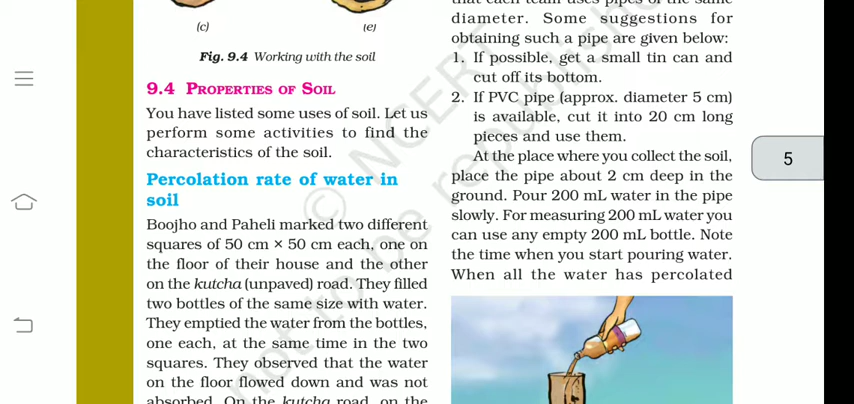 (c)
(e)
Fig. 9.4 Working with the soil
9.4 PROPERTIES OF SOIL
You have listed some uses of soil. Let us
perform some activities to find the
characteristics of the soil.
Percolation rate of water in
soil
Boojho and Paheli marked two different
squares of 50 cm × 50 cm each, one on
the floor of their house and the other
on the kutcha (unpaved) road. They filled
two bottles of the same size with water.
They emptied the water from the bottles,
one each, at the same time in the two
squares. They observed that the water
on the floor flowed down and was not
absorbed. On the kutcha road, on the
that each team uses pipes of the same
diameter. Some suggestions for
obtaining such a pipe are given below:
1. If possible, get a small tin can and
cut off its bottom.
2. If PVC pipe (approx. diameter 5 cm)
is available, cut it into 20 cm long
pieces and use them.
At the place where you collect the soil,
place the pipe about 2 cm deep in the
ground. Pour 200 mL water in the pipe
slowly. For measuring 200 mL water you
can use any empty 200 mL bottle. Note
the time when you start pouring water.
When all the water has percolated
5
© NCERT
not to be republished